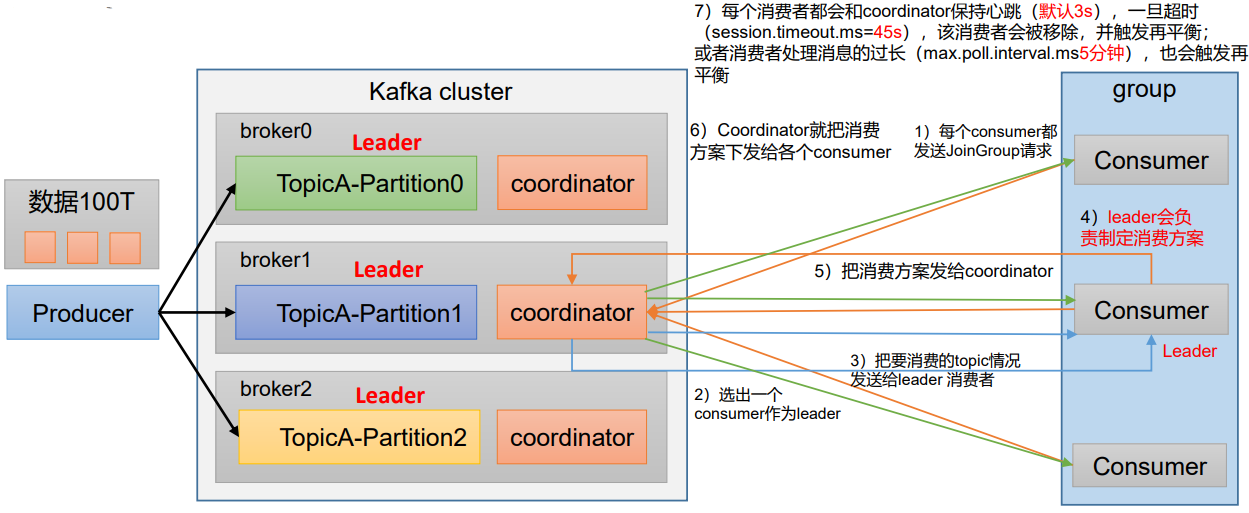 7）每个消费者都会和coordinator保持心跳（默认3s），一旦超时
（session.timeout.ms=45s），该消费者会被移除，并触发再平衡；
或者消费者处理消息的过长（max.poll.interval.ms5分钟），也会触发再
平衡
Kafka cluster
group
broker0
Leader
TopicA-Partition0
coordinator
6）Coordinator就把消费
方案下发给各个consumer
1）每个consumer都
发送JoinGroup请求
Consumer
数据100T
4）leader会负
责制定消费方案
broker1
Leader
TopicA-Partition1
coordinator
5）把消费方案发给coordinator
Consumer
Leader
Producer
3）把要消费的topic情况
发送给leader 消费者
broker2
Leader
TopicA-Partition2
coordinator
2）选出一个
consumer作为leader
Consumer